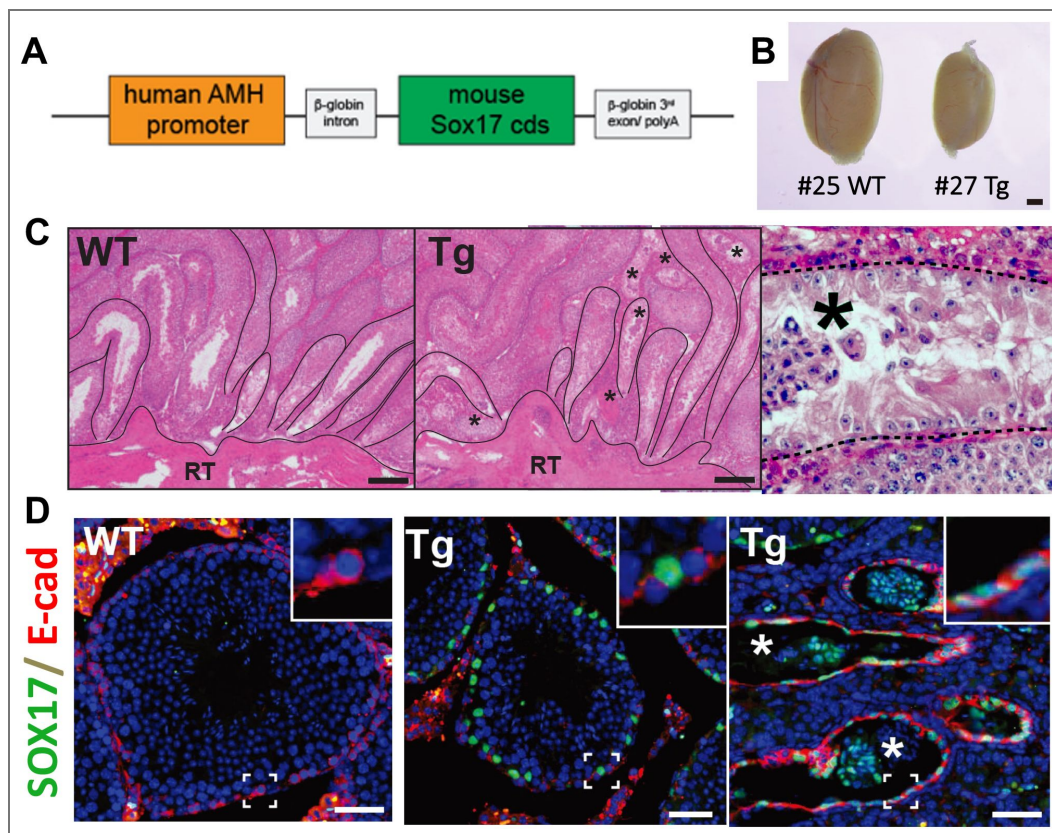 A
human AMH
promoter
β-globin
intron
mouse
Sox17 cds
β-globin 3rd
exon/ polyA
B
#25 WT
#27 Tg
C
WT
Tg
*
*
*
*
*
*
*
RT
RT
D
SOX17/ E-cad
WT
Tg
Tg
*
*